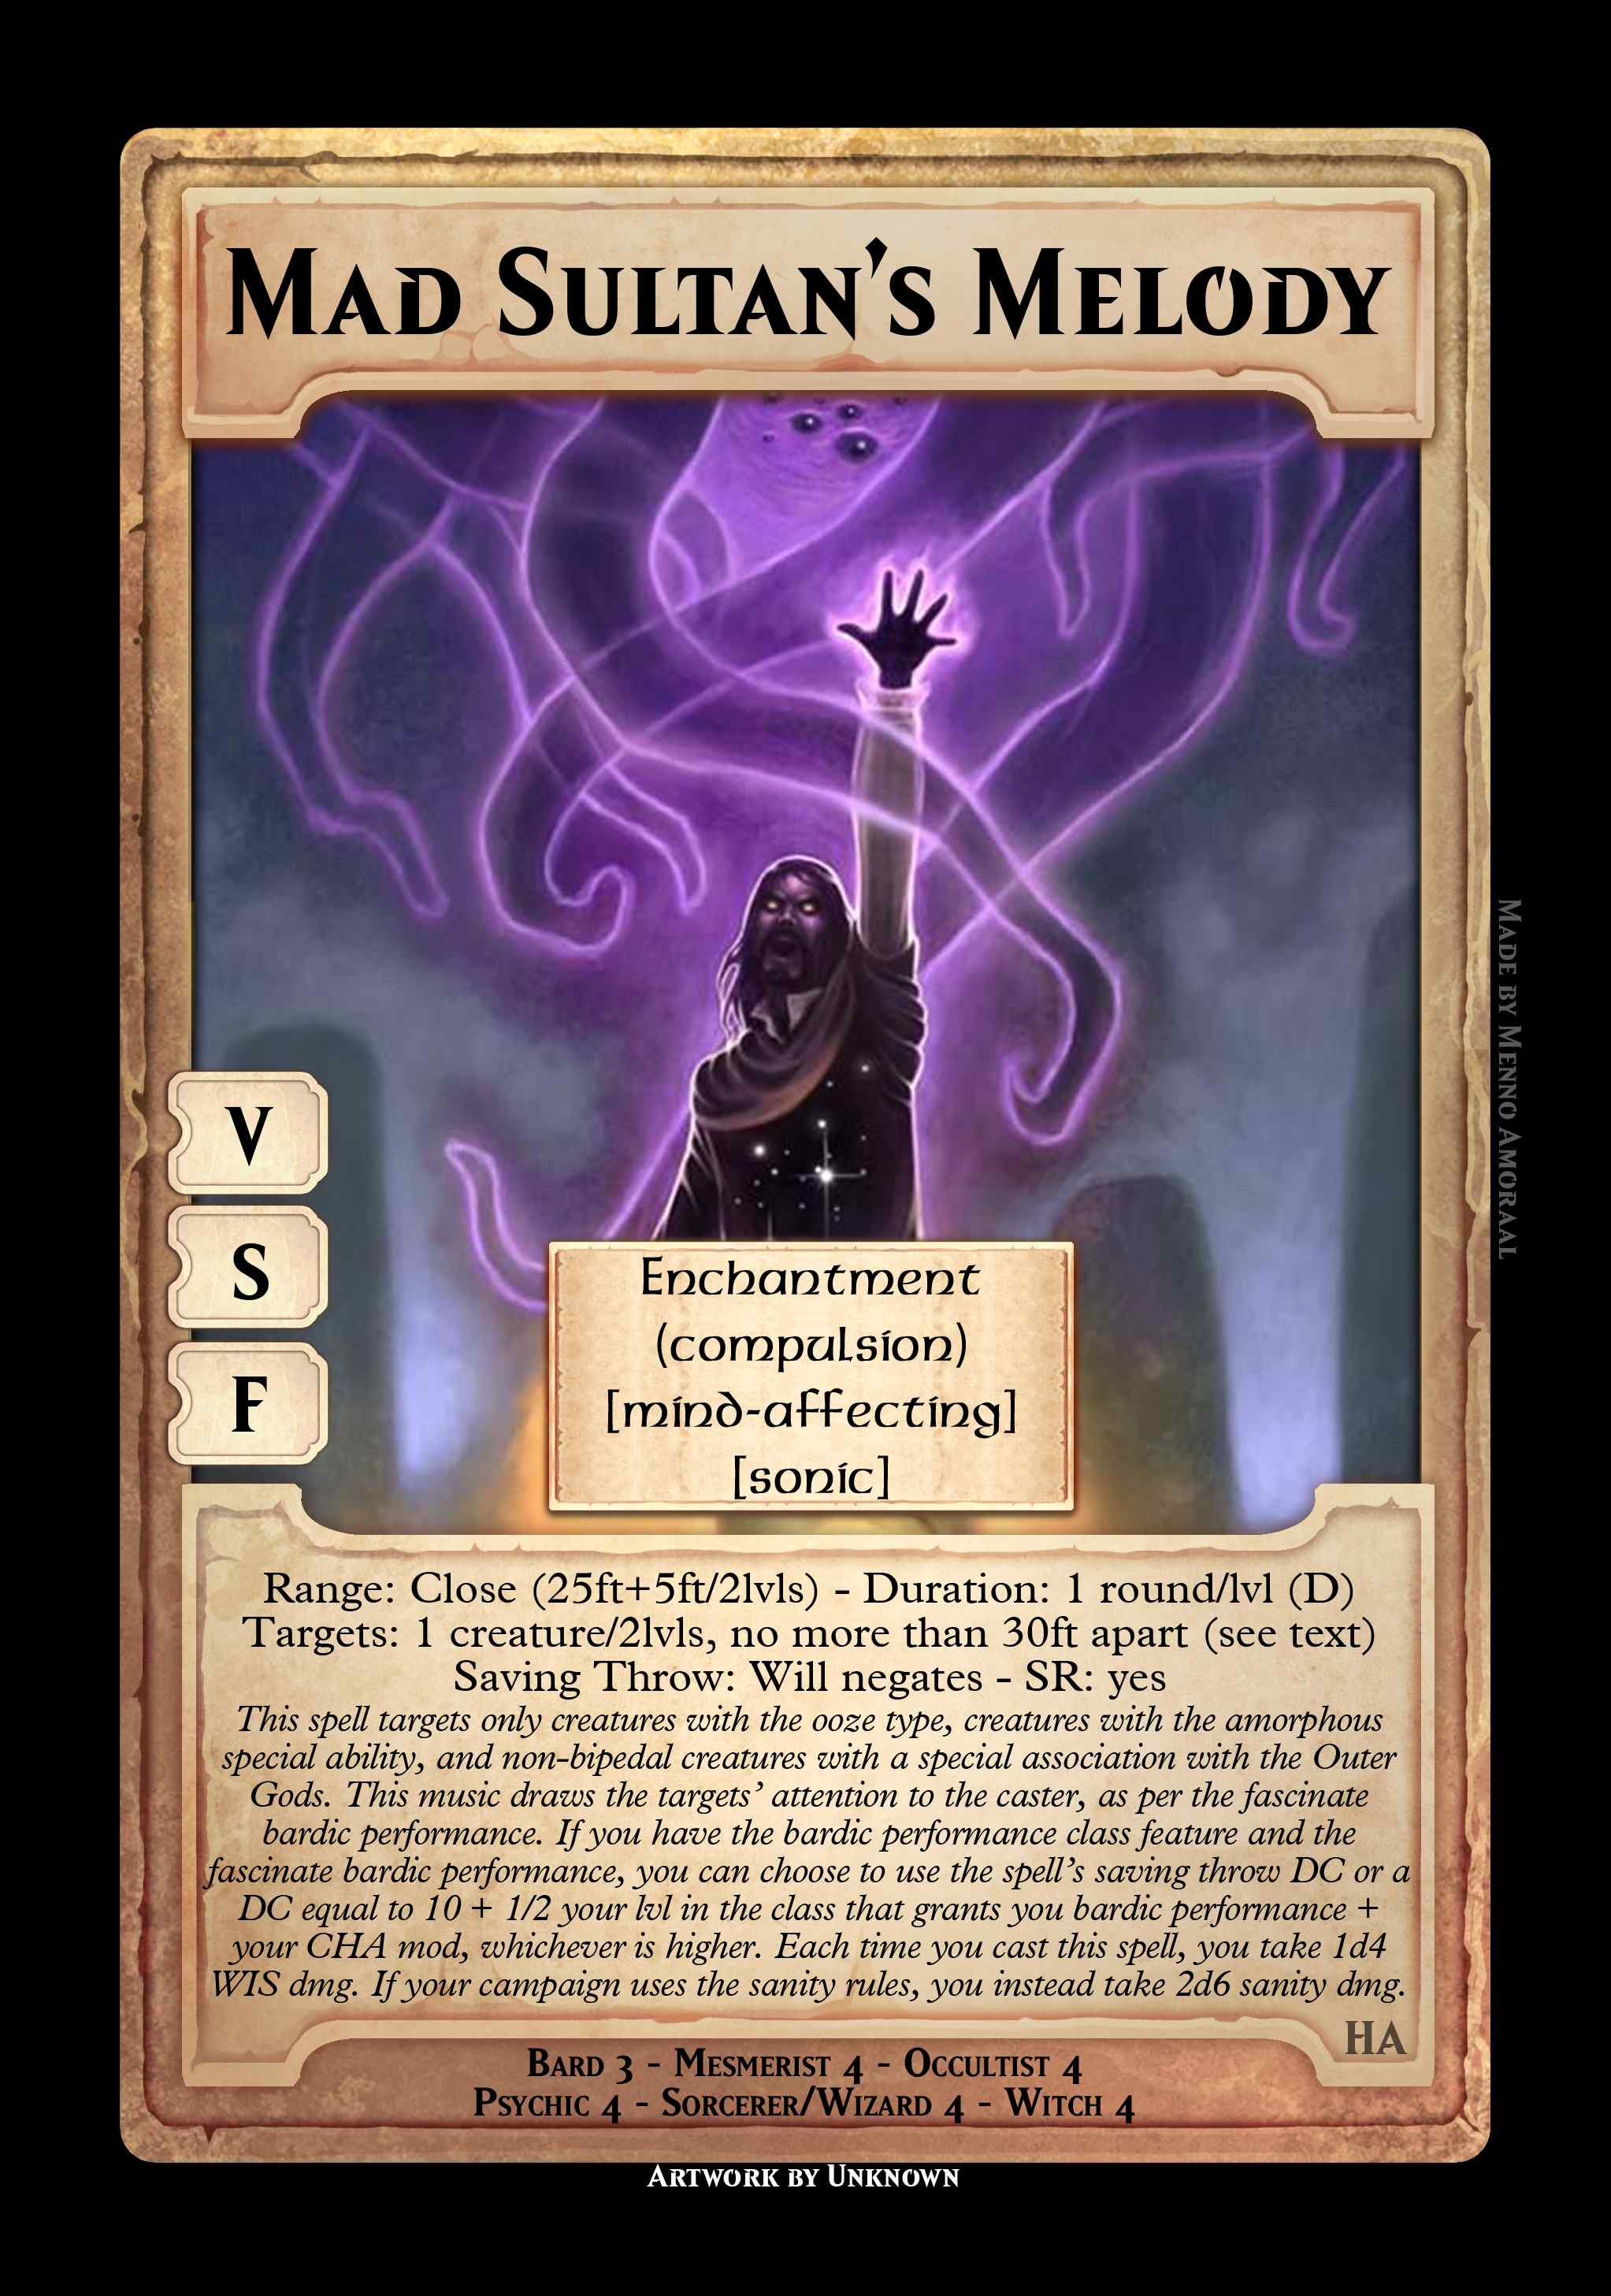 Mad Sultan's Melody
V
S
F
Enchantment
(compulsion)
[mind-affecting]
[sonic]
Range: Close (25ft+5ft/2lvls) - Duration: 1 round/lvl (D)
Targets: 1 creature/2lvls, no more than 30ft apart (see text)
Saving Throw: Will negates - SR: yes
This spell targets only creatures with the ooze type, creatures with the amorphous
special ability, and non-bipedal creatures with a special association with the Outer
Gods. This music draws the targets' attention to the caster, as per the fascinate
bardic performance. If you have the bardic performance class feature and the
fascinate bardic performance, you can choose to use the spell's saving throw DC or a
DC equal to 10 + 1/2 your lvl in the class that grants you bardic performance +
your CHA mod, whichever is higher. Each time you cast this spell, you take 1d4
WIS dmg. If your campaign uses the sanity rules, you instead take 2d6 sanity dmg.
HA
Bard 3 - Mesmerist 4 - Occultist 4
Psychic 4 - Sorcerer/Wizard 4 - Witch 4
Artwork by Unknown
Made by Menno Amoraal